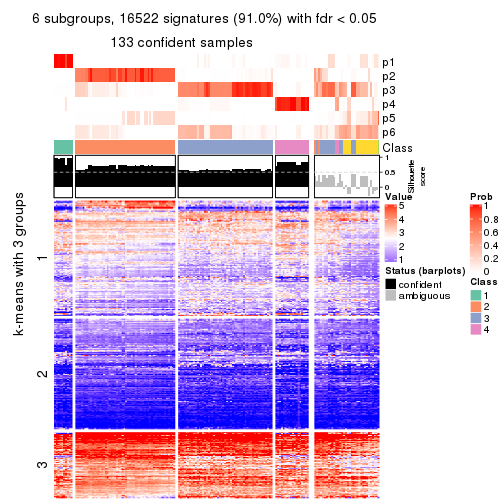 6 subgroups, 16522 signatures (91.0%) with fdr < 0.05
133 confident samples
p1
p2
p3
p4
p5
p6
Class
1
0.5
0
Silhouette
score
k-means with 3 groups
1
2
3
Value
5
4
3
2
1
Status (barplots)
confident
ambiguous
Prob
1
0.8
0.6
0.4
0.2
0
Class
1
2
3
4